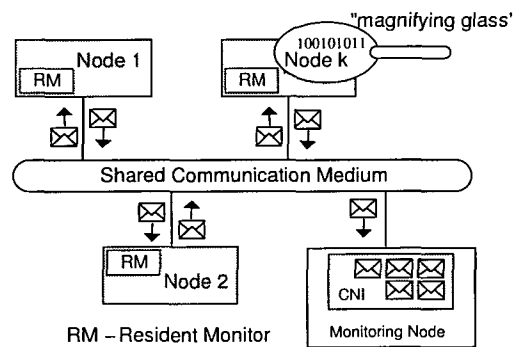 "magnifying glass"
Node 1
RM
100101011
Node k
RM
Shared Communication Medium
RM
Node 2
CNI
Monitoring Node
RM – Resident Monitor